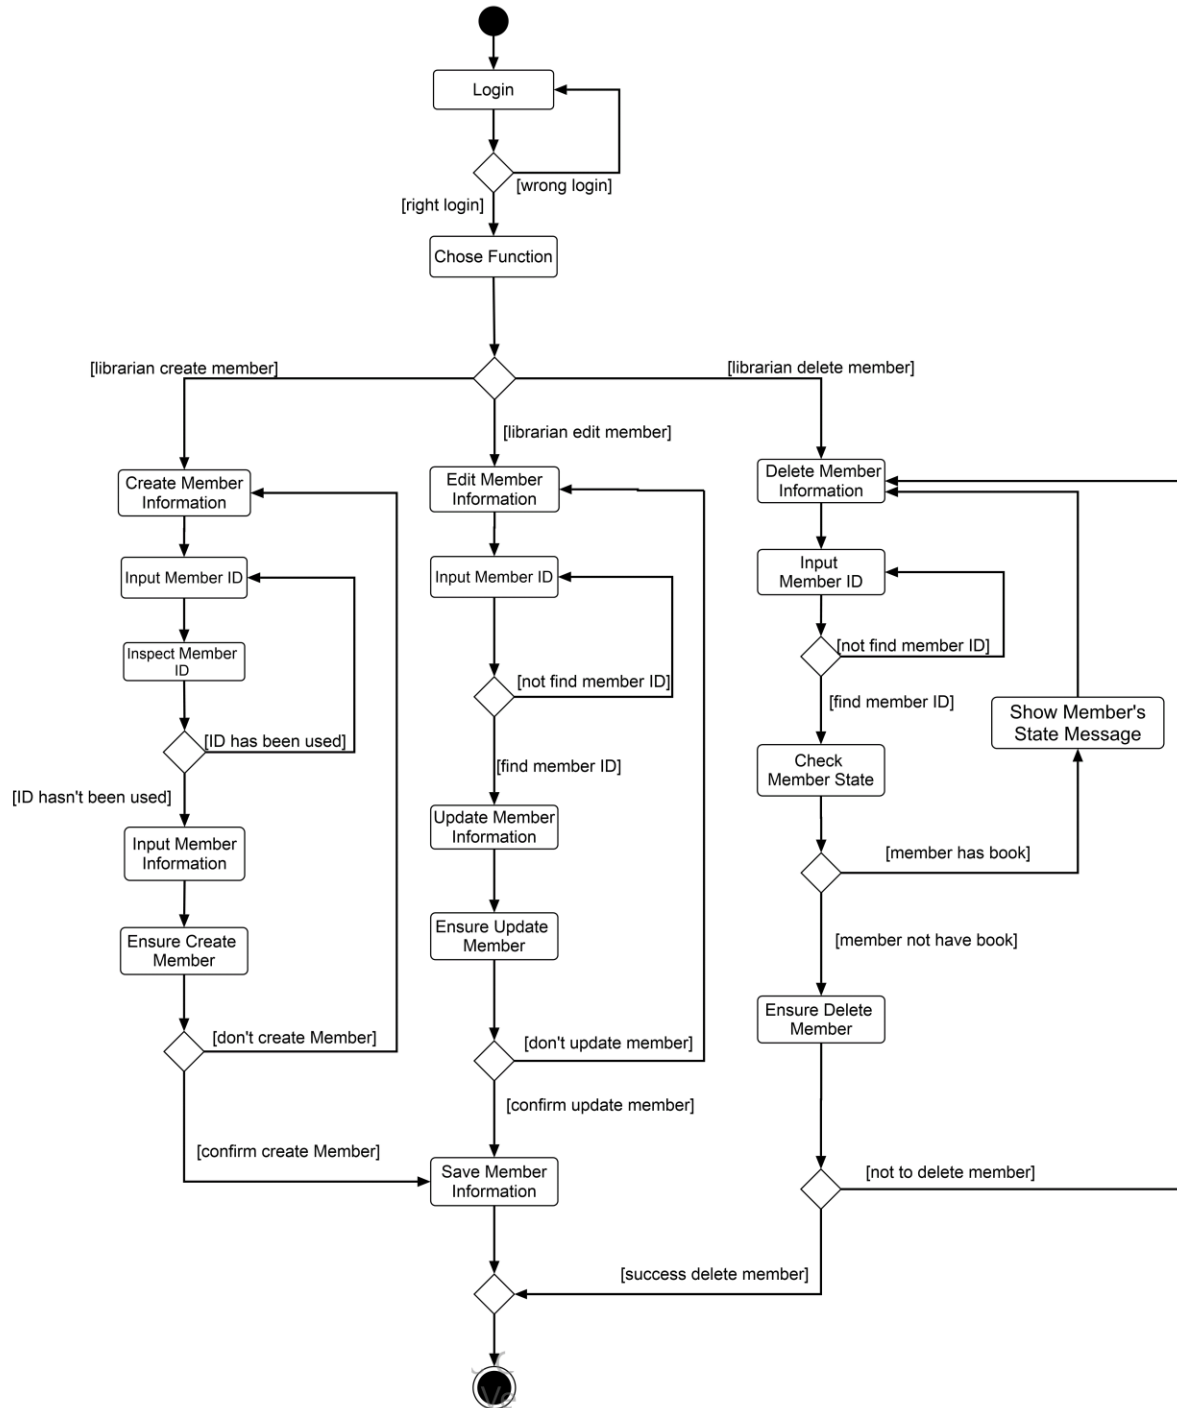 Login
[wrong login]
[right login]
Chose Function
[librarian create member]
[librarian delete member]
[librarian edit member]
Create Member
Information
Edit Member
Information
Delete Member
Information
Input Member ID
Input Member ID
Input
Member ID
Inspect Member
ID
[not find member ID]
[not find member ID]
[find member ID]
Show Member's
State Message
[ID has been used]
[find member ID]
Check
Member State
[ID hasn't been used]
Update Member
Information
Input Member
Information
[member has book]
Ensure Update
Member
Ensure Create
Member
[member not have book]
Ensure Delete
Member
[don't create Member]
[don't update member]
[confirm update member]
[confirm create Member]
Save Member
Information
[not to delete member]
[success delete member]